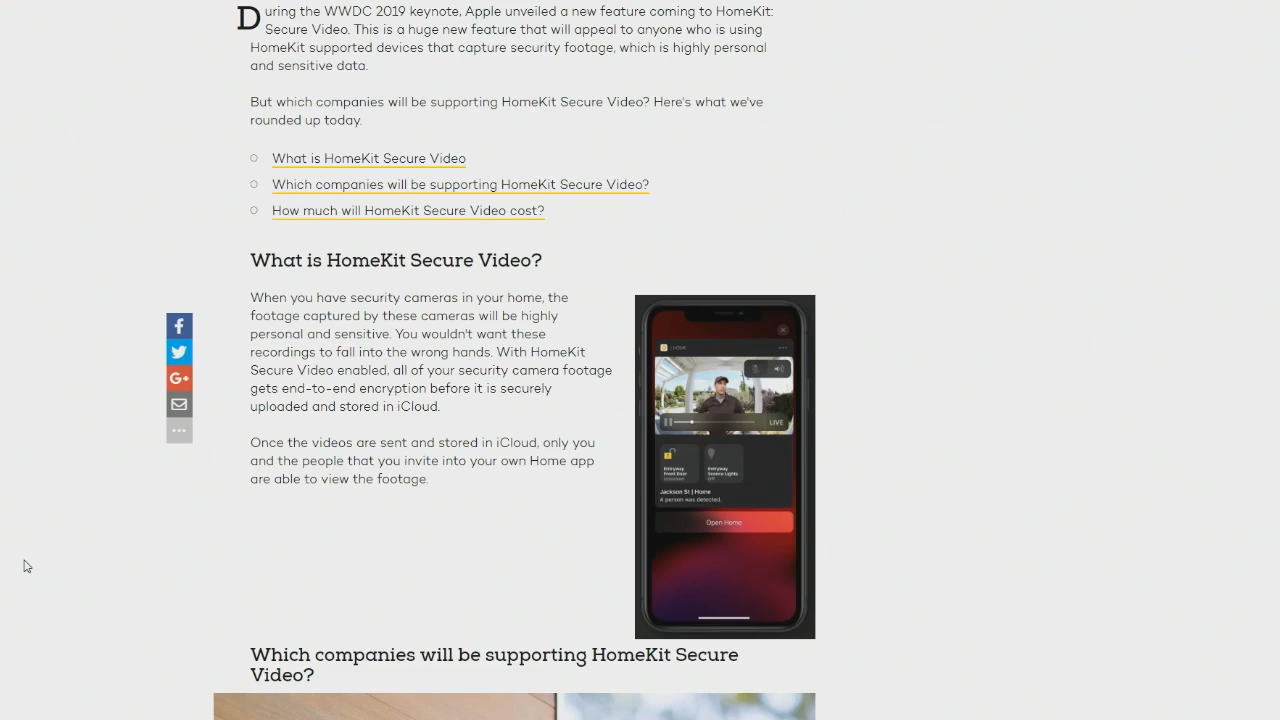 During the WWDC 2019 keynote, Apple unveiled a new feature coming to HomeKit:
Secure Video. This is a huge new feature that will appeal to anyone who is using
HomeKit supported devices that capture security footage, which is highly personal
and sensitive data.
But which companies will be supporting HomeKit Secure Video? Here's what we've
rounded up today.
What is HomeKit Secure Video
Which companies will be supporting HomeKit Secure Video?
How much will HomeKit Secure Video cost?
What is HomeKit Secure Video?
When you have security cameras in your home, the
footage captured by these cameras will be highly
personal and sensitive. You wouldn't want these
recordings to fall into the wrong hands. With HomeKit
Secure Video enabled, all of your security camera footage
gets end-to-end encryption before it is securely
uploaded and stored in iCloud.
Once the videos are sent and stored in iCloud, only you
and the people that you invite into your own Home app
are able to view the footage.
f
G+
HOME
LIVE
Entryway
Front Door
Entryway
Sconce Lights
Off
Jackson St | Home
A person was detected.
Open Home
Which companies will be supporting HomeKit Secure
Video?